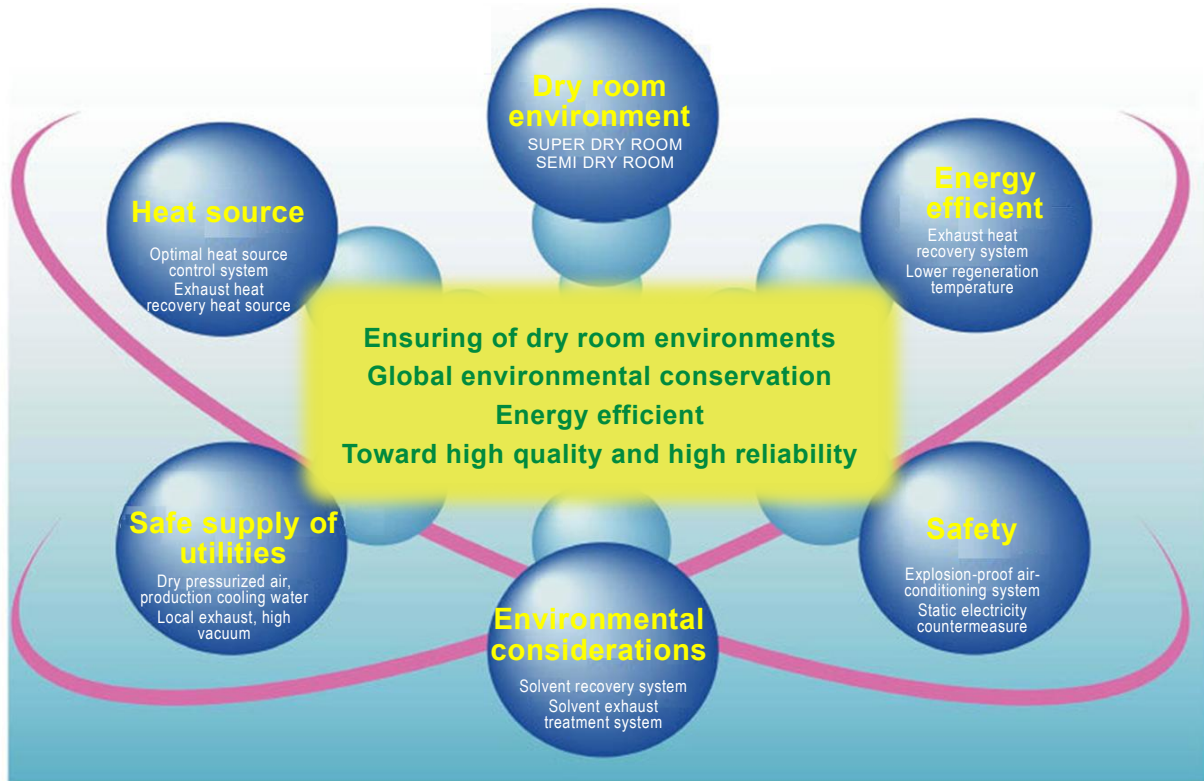 Dry room
environment
SUPER DRY ROOM
SEMI DRY ROOM
Heat source
Optimal heat source
control system
Exhaust heat
recovery heat source
Energy
efficient
Exhaust heat
recovery system
Lower regeneration
temperature
Ensuring of dry room environments
Global environmental conservation
Energy efficient
Toward high quality and high reliability
Safe supply of
utilities
Dry pressurized air,
production cooling water
Local exhaust, high
vacuum
Environmental
considerations
Solvent recovery system
Solvent exhaust
treatment system
Safety
Explosion-proof air-
conditioning system
Static electricity
countermeasure